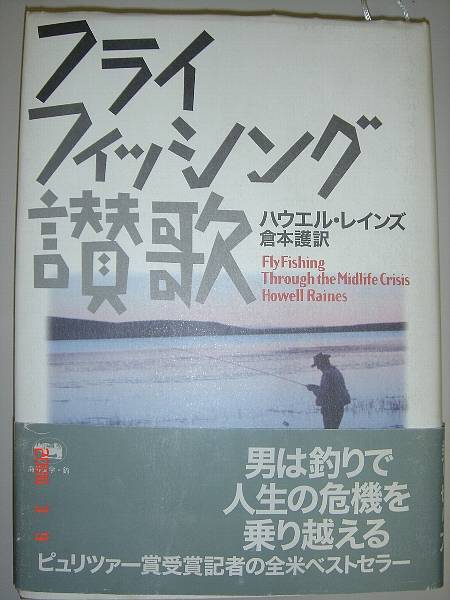 フライ
フィッシング
讃歌
ハウエル・レインズ
倉本護訳
Fly Fishing
Through the Midlife Crisis
Howell Raines
男は釣りで
人生の危機を
乗り越える
ピュリツァー賞受賞記者の全米ベストセラー